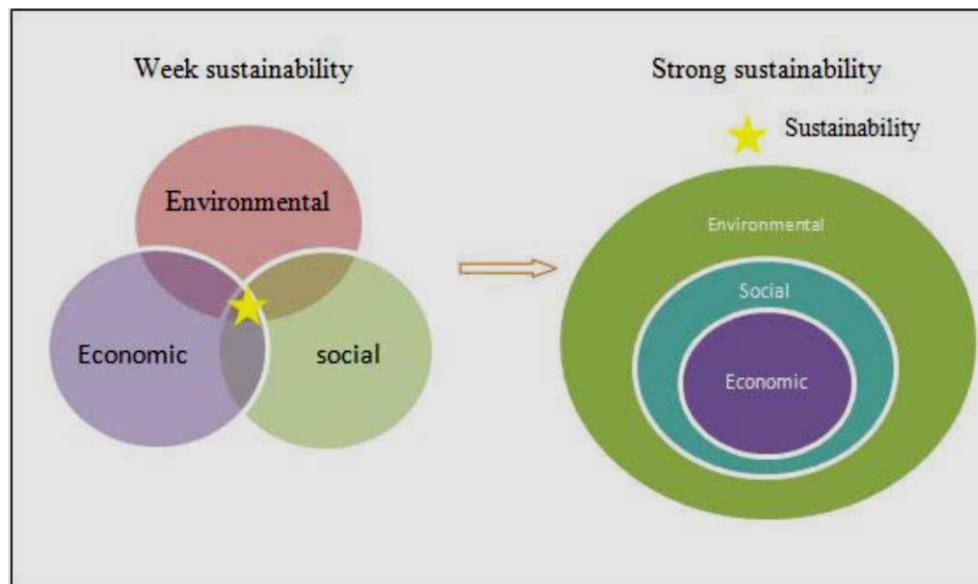 Week sustainability
Strong sustainability
Sustainability
Environmental
Economic
social
Environmental
Social
Economic